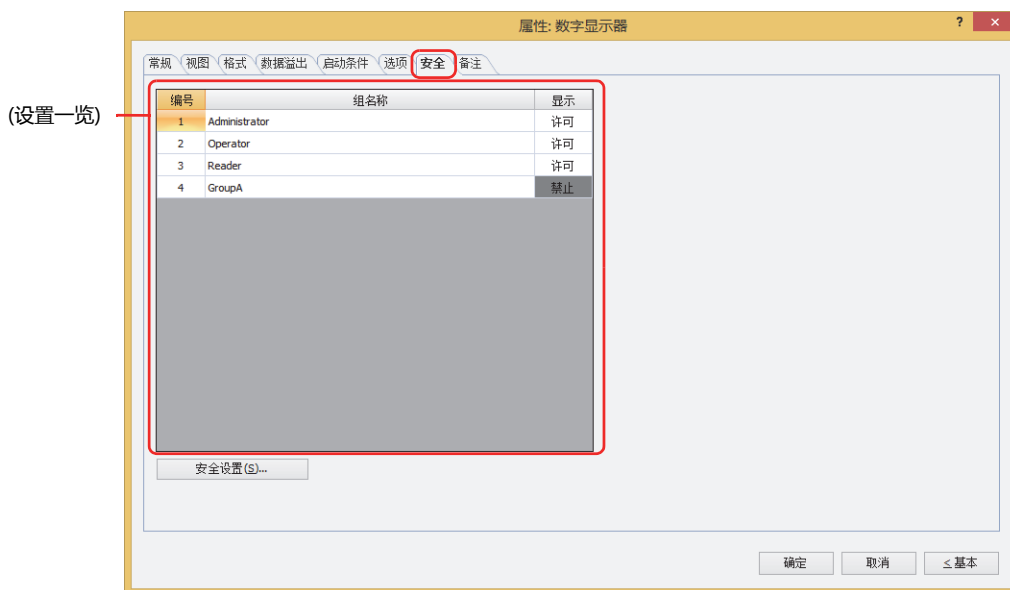 属性: 数字显示器
? ×
常规 视图 格式 数据溢出 启动条件 选项 安全 备注
(设置一览)
编号 组名称 显示
1 Administrator 许可
2 Operator 许可
3 Reader 许可
4 GroupA 禁止
安全设置(S)...
确定 取消 ≤基本